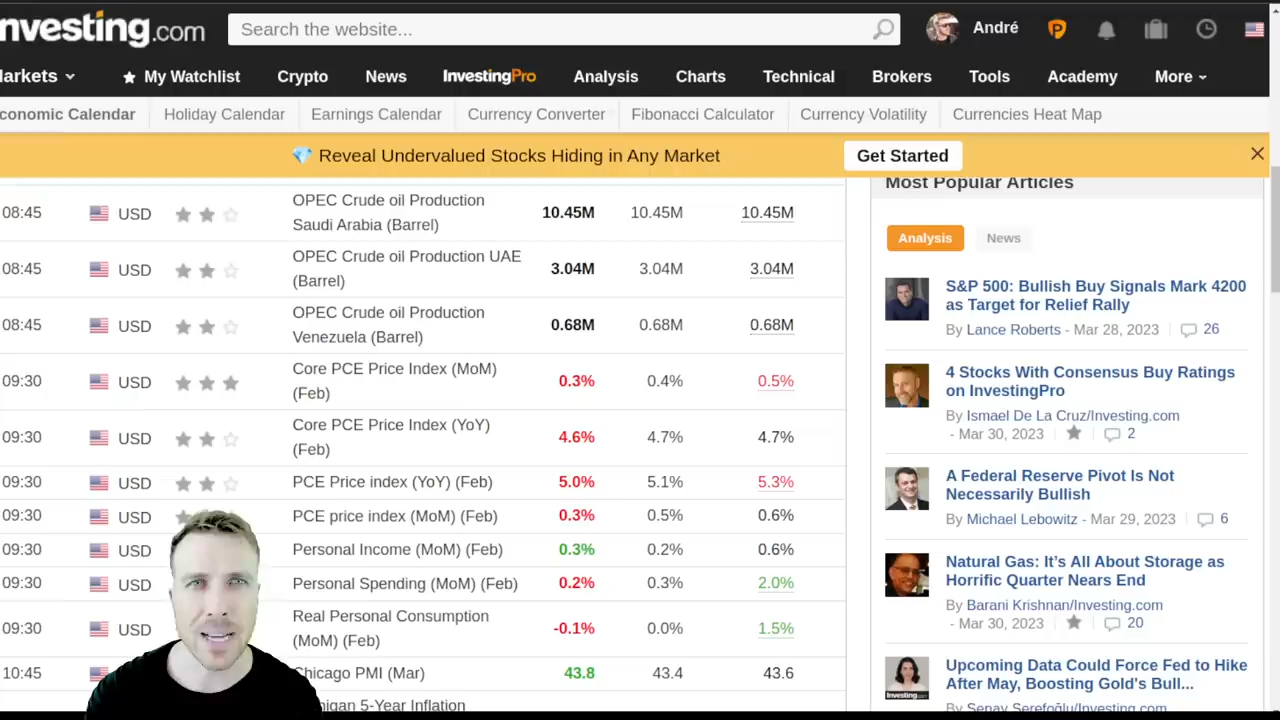 nvesting.com
Search the website...
André
arkets
My Watchlist
Crypto
News
InvestingPro
Analysis
Charts
Technical
Brokers
Tools
Academy
More
conomic Calendar
Holiday Calendar
Earnings Calendar
Currency Converter
Fibonacci Calculator
Currency Volatility
Currencies Heat Map
Reveal Undervalued Stocks Hiding in Any Market
Get Started
08:45 USD OPEC Crude oil Production 10.45M 10.45M 10.45M
Saudi Arabia (Barrel)
08:45 USD OPEC Crude oil Production UAE 3.04M 3.04M 3.04M
(Barrel)
08:45 USD OPEC Crude oil Production 0.68M 0.68M 0.68M
Venezuela (Barrel)
09:30 USD Core PCE Price Index (MoM) 0.3% 0.4% 0.5%
(Feb)
09:30 USD Core PCE Price Index (YoY) 4.6% 4.7% 4.7%
(Feb)
09:30 USD PCE Price index (YoY) (Feb) 5.0% 5.1% 5.3%
09:30 USD PCE price index (MoM) (Feb) 0.3% 0.5% 0.6%
09:30 USD Personal Income (MoM) (Feb) 0.3% 0.2% 0.6%
09:30 USD Personal Spending (MoM) (Feb) 0.2% 0.3% 2.0%
09:30 USD Real Personal Consumption -0.1% 0.0% 1.5%
(MoM) (Feb)
10:45 Chicago PMI (Mar) 43.8 43.4 43.6
igan 5-Year Inflation
Most Popular Articles
Analysis
News
S&P 500: Bullish Buy Signals Mark 4200
as Target for Relief Rally
By Lance Roberts - Mar 28, 2023 26
4 Stocks With Consensus Buy Ratings
on InvestingPro
By Ismael De La Cruz/Investing.com
- Mar 30, 2023 2
A Federal Reserve Pivot Is Not
Necessarily Bullish
By Michael Lebowitz - Mar 29, 2023 6
Natural Gas: It's All About Storage as
Horrific Quarter Nears End
By Barani Krishnan/Investing.com
- Mar 30, 2023 20
Upcoming Data Could Force Fed to Hike
After May, Boosting Gold's Bull...
By Senay Serefoğlu/Investing.com